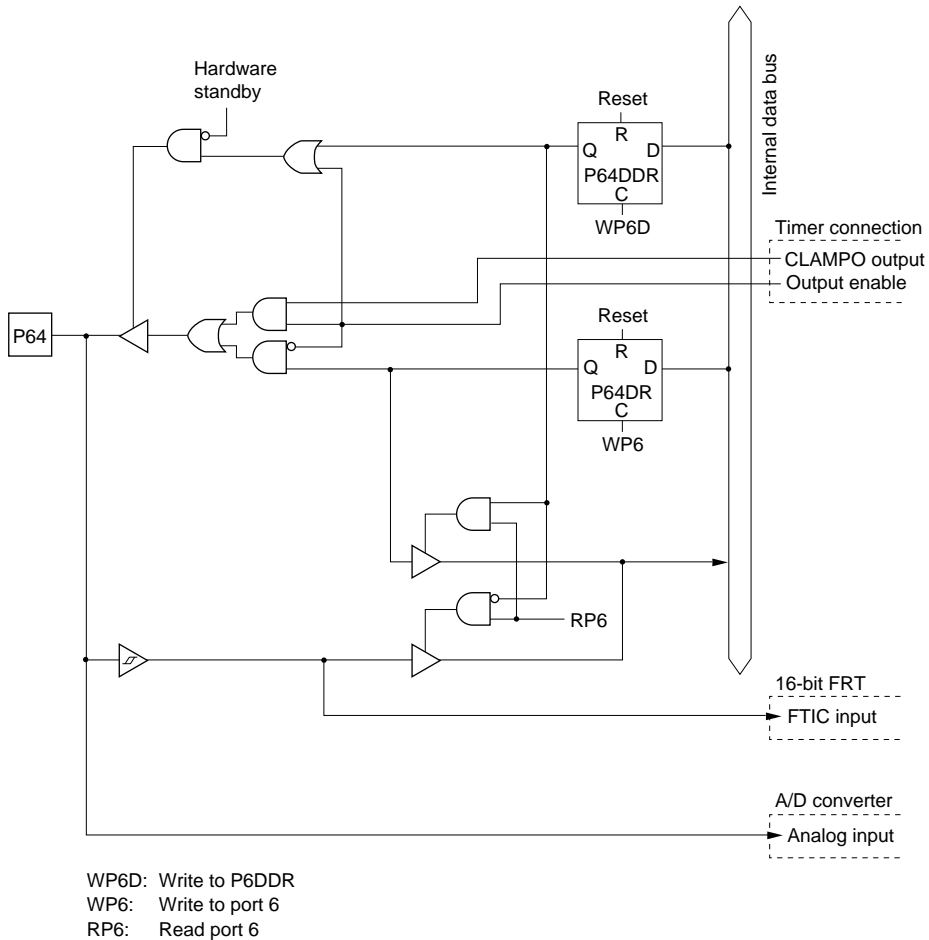 Hardware
standby
Reset
R
Q
D
P64DDR
C
WP6D
Internal data bus
Timer connection
CLAMPO output
Output enable
P64
Reset
R
Q
D
P64DR
C
WP6
RP6
16-bit FRT
FTIC input
A/D converter
Analog input
WP6D: Write to P6DDR
WP6: Write to port 6
RP6: Read port 6